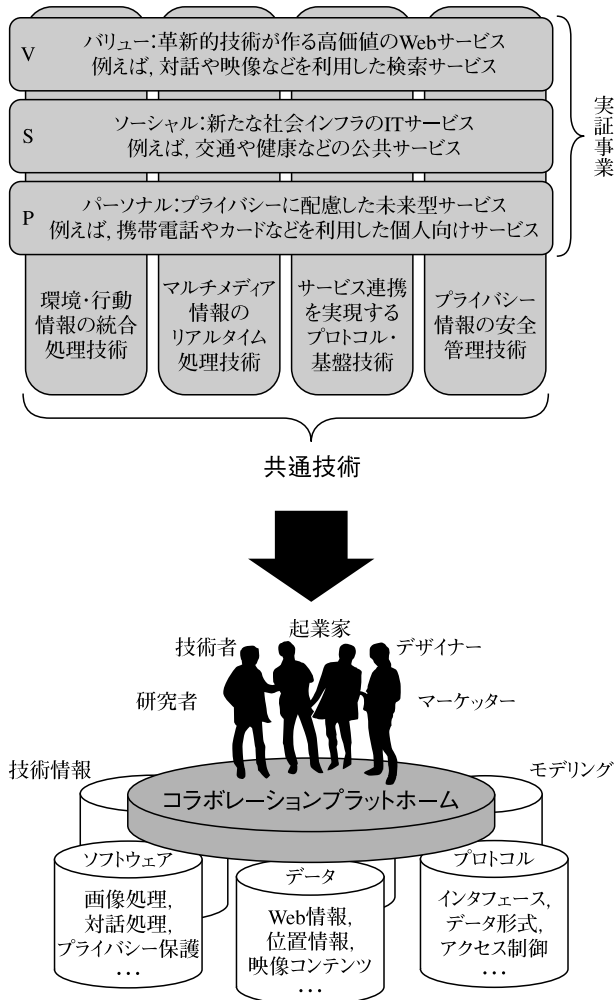 V
バリュー：革新的技術が作る高価値のWebサービス
例えば，対話や映像などを利用した検索サービス
S
ソーシャル：新たな社会インフラのITサービス
例えば，交通や健康などの公共サービス
P
パーソナル：プライバシーに配慮した未来型サービス
例えば，携帯電話やカードなどを利用した個人向けサービス
実証事業
環境・行動
情報の統合
処理技術
マルチメディア
情報の
リアルタイム
処理技術
サービス連携
を実現する
プロトコル・
基盤技術
プライバシー
情報の安全
管理技術
共通技術
起業家
技術者
デザイナー
研究者
マーケッター
技術情報
モデリング
コラボレーションプラットホーム
ソフトウェア
画像処理，
対話処理，
プライバシー保護
…
データ
Web情報，
位置情報，
映像コンテンツ
…
プロトコル
インタフェース，
データ形式，
アクセス制御
…